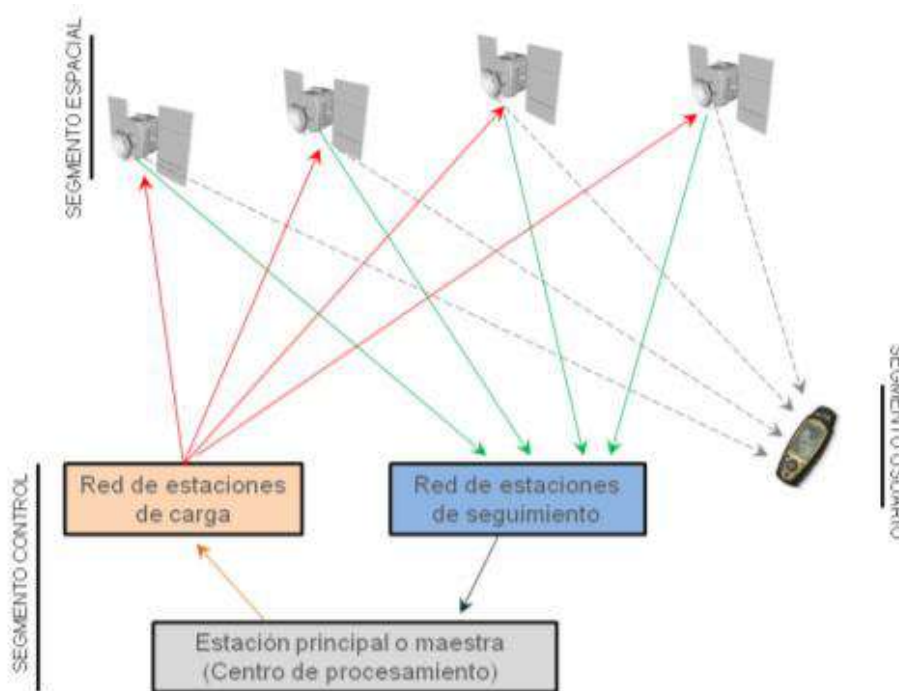 SEGMENTO ESPACIAL
SEGMENTO USUARIO
SEGMENTO CONTROL
Red de estaciones
de carga
Red de estaciones
de seguimiento
Estación principal o maestra
(Centro de procesamiento)